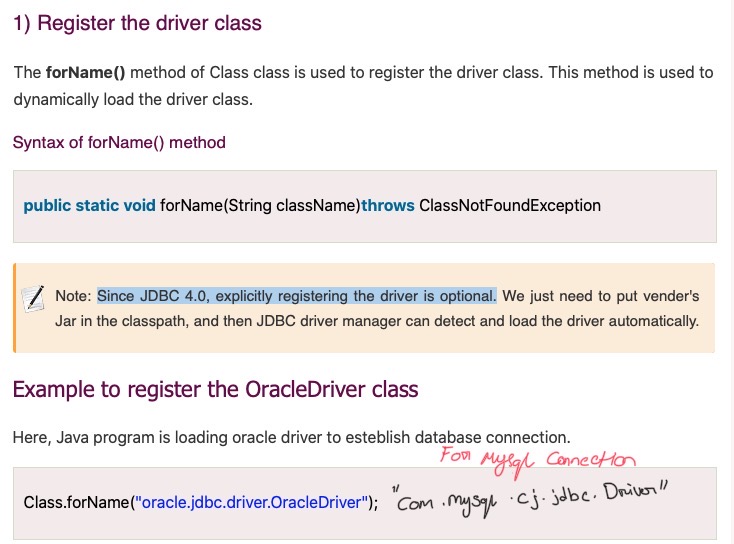 1) Register the driver class
The forName() method of Class class is used to register the driver class. This method is used to
dynamically load the driver class.
Syntax of forName() method
public static void forName(String className)throws ClassNotFoundException
Note: Since JDBC 4.0, explicitly registering the driver is optional. We just need to put vender's
Jar in the classpath, and then JDBC driver manager can detect and load the driver automatically.
Example to register the OracleDriver class
Here, Java program is loading oracle driver to esteblish database connection.
For Mysql Connection
Class.forName("oracle.jdbc.driver.OracleDriver"); "com.mysql.cj.jdbc.Driver"